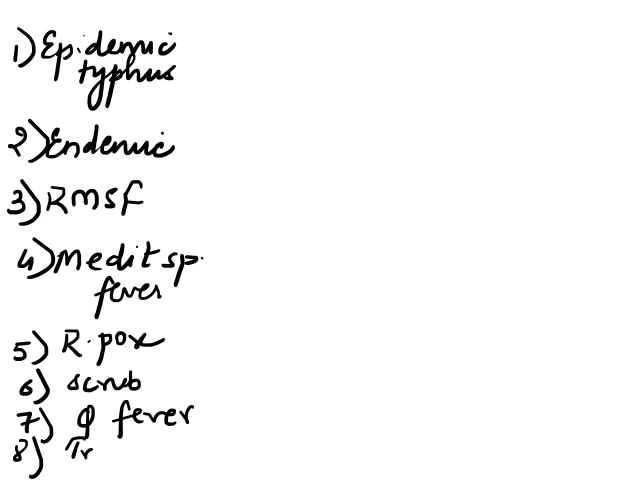 1) Epidemic
typhus
2) Endemic
3) RMSF
4) Medit sp.
fever
5) R. pox
6) scrub
7) Q fever
8) Tr